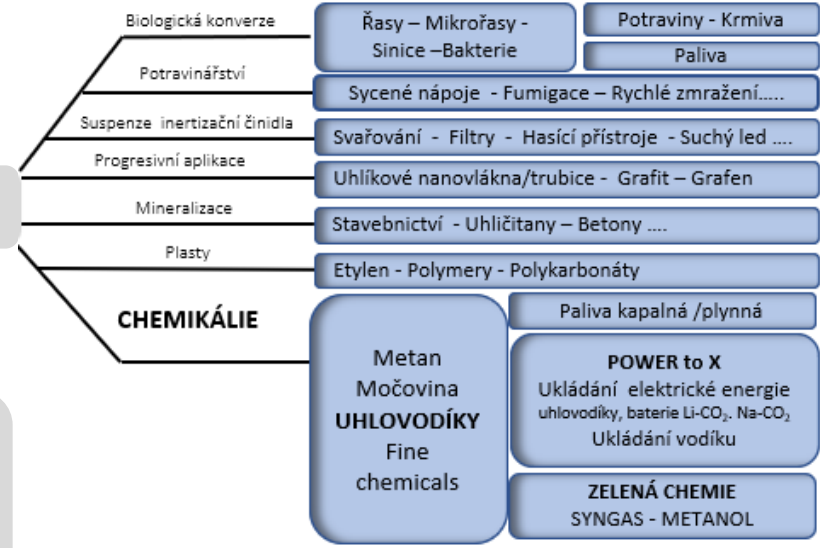 Biologická konverze
Řasy – Mikrořasy -
Sinice –Bakterie
Potraviny - Krmiva
Paliva
Potravinářství
Sycené nápoje - Fumigace – Rychlé zmražení.....
Suspenze inertizační činidla
Svařování - Filtry - Hasící přístroje - Suchý led ....
Progresivní aplikace
Uhlíkové nanovlákna/trubice - Grafit – Grafen
Mineralizace
Stavebnictví - Uhličitany – Betony ....
Plasty
Etylen - Polymery - Polykarbonáty
CHEMIKÁLIE
Metan
Močovina
UHLOVODÍKY
Fine
chemicals
Paliva kapalná /plynná
POWER to X
Ukládání elektrické energie
uhlovodíky, baterie Li-CO₂. Na-CO₂
Ukládání vodíku
ZELENÁ CHEMIE
SYNGAS - METANOL